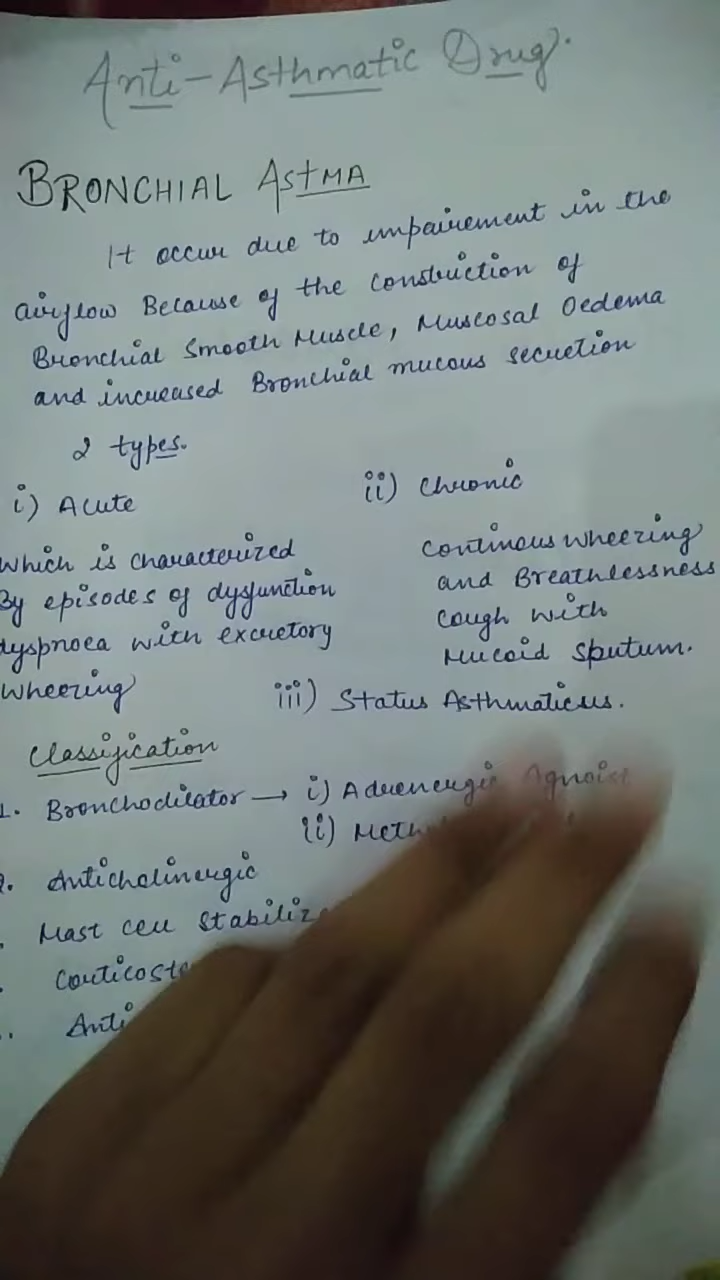 Anti-Asthmatic Drug.
BRONCHIAL AStMA
It occur due to impairement in the
airflow Because of the constuiction of
Bronchial Smooth Muscle, Muscosal Oedema
and increased Bronchial mucous secretion
2 types.
i) Acute
ii) Chronic
which is characterized
By episodes of dysfunction
dyspnoea with excretory
wheezing
Continous wheezing
and Breathlessness
cough with
Mucoid Sputum.
iii) Status Asthmaticus.
Classification
1. Bronchodilator → i) Adrenergic
ii)
. Anticholinergic
. Mast cell
.
.